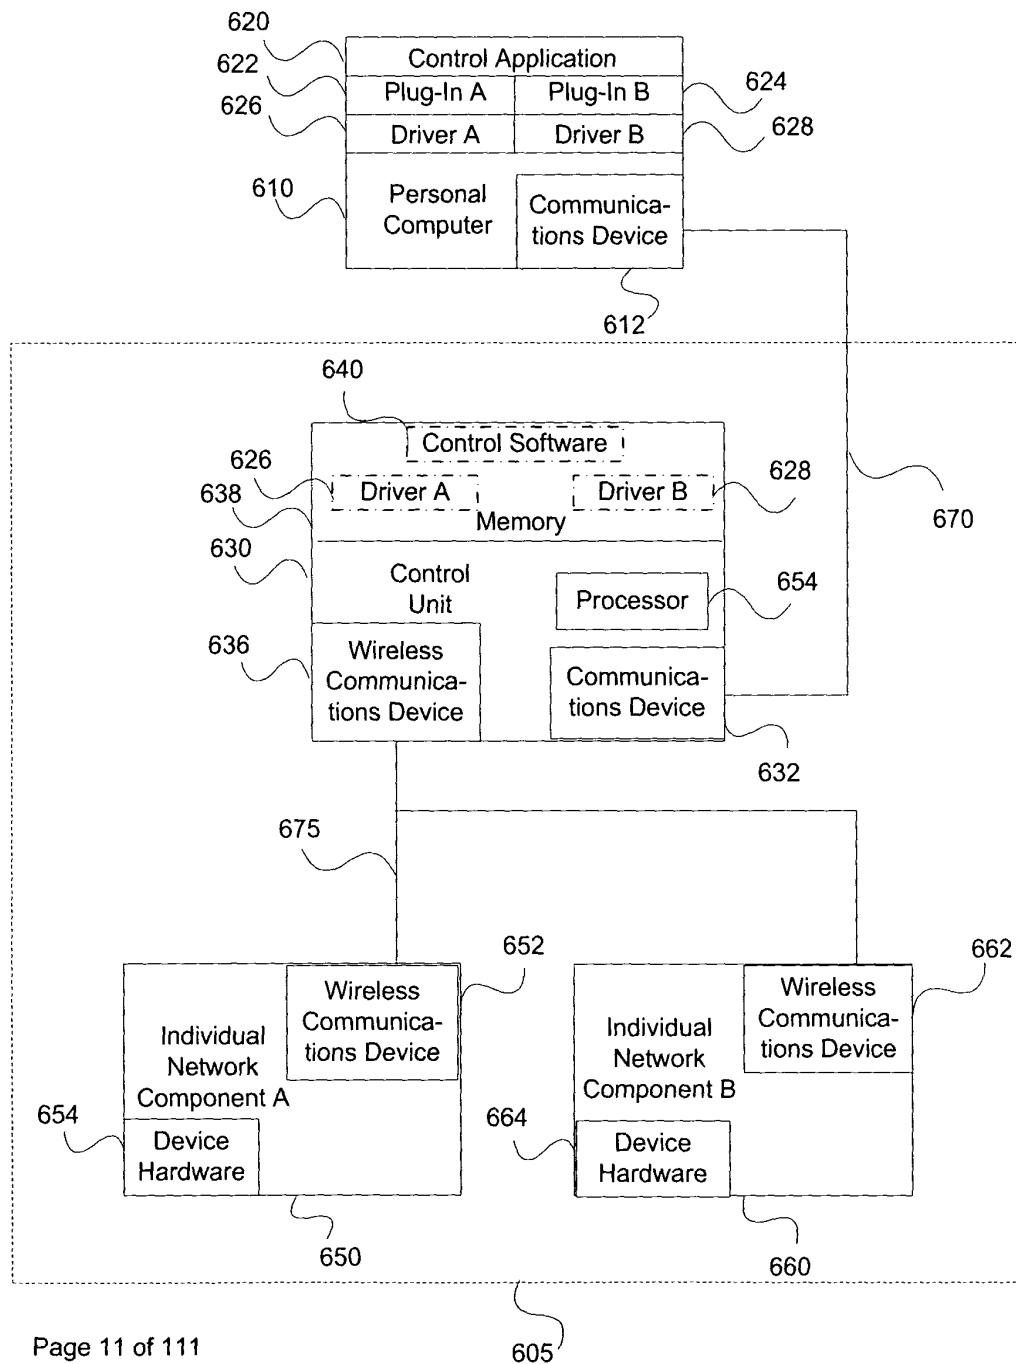 620
Control Application
622
Plug-In A
Plug-In B
624
626
Driver A
Driver B
628
610
Personal
Computer
Communica-
tions Device
612
640
Control Software
626
Driver A
Driver B
628
638
Memory
670
630
Control
Unit
Processor
654
636
Wireless
Communica-
tions Device
Communica-
tions Device
632
675
652
Wireless
Communica-
tions Device
Individual
Network
Component A
654
Device
Hardware
650
662
Wireless
Communica-
tions Device
Individual
Network
Component B
664
Device
Hardware
660
605
Page 11 of 111